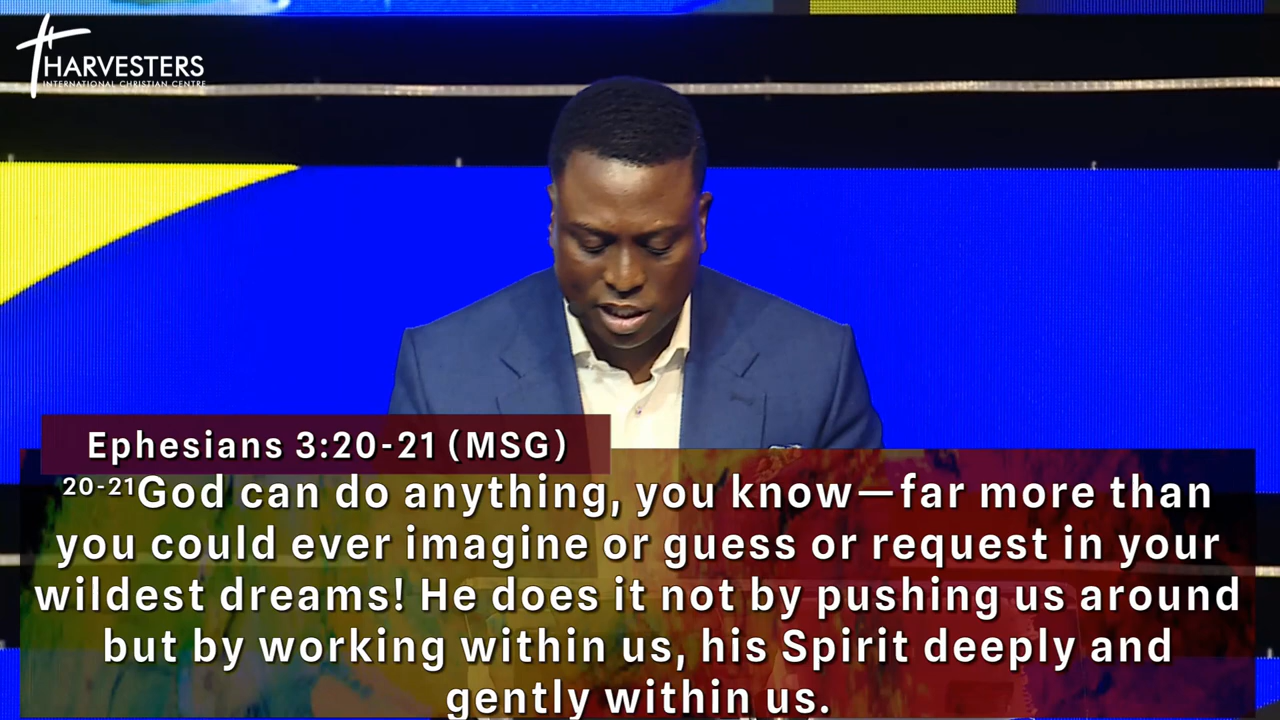 HARVESTERS
INTERNATIONAL CHRISTIAN CENTRE
Ephesians 3:20-21 (MSG)
20-21God can do anything, you know—far more than
you could ever imagine or guess or request in your
wildest dreams! He does it not by pushing us around
but by working within us, his Spirit deeply and
gently within us.